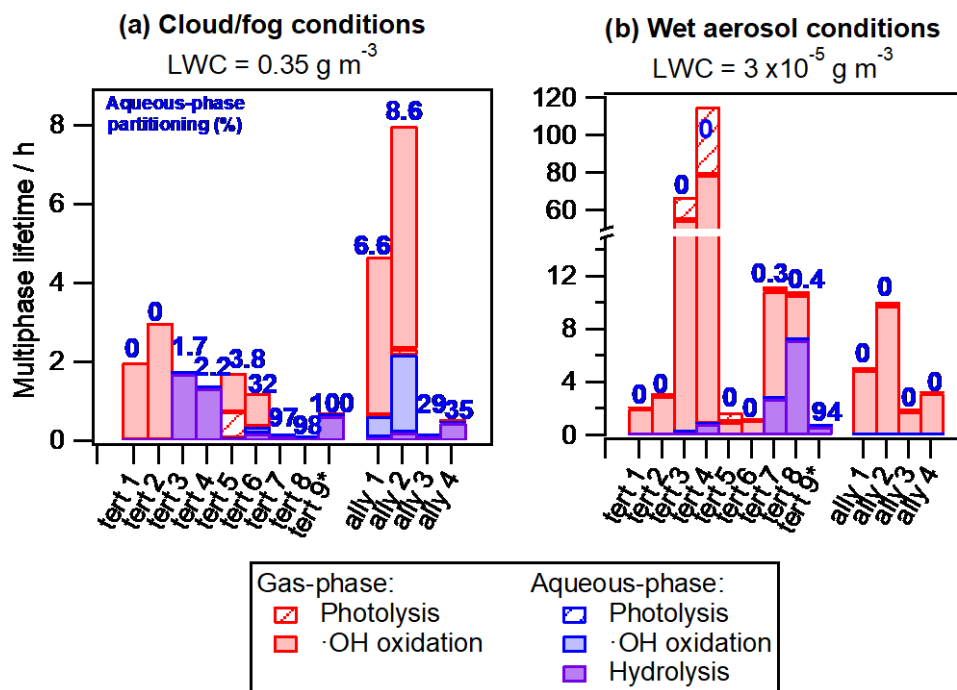 (a) Cloud/fog conditions
LWC = 0.35 g m-3
Aqueous-phase
partitioning (%)
Multiphase lifetime / h
8
6
4
2
0
0
0
1.7
2.2
3.8
32
97
98
100
6.6
8.6
29
35
tert 1
tert 2
tert 3
tert 4
tert 5
tert 6
tert 7
tert 8
tert 9*
ally 1
ally 2
ally 3
ally 4
(b) Wet aerosol conditions
LWC = 3 x10-5 g m-3
120
100
80
60
12
8
4
0
0
0
0
0
0
0
0.3
0.4
94
0
0
0
0
tert 1
tert 2
tert 3
tert 4
tert 5
tert 6
tert 7
tert 8
tert 9*
ally 1
ally 2
ally 3
ally 4
Gas-phase:
Photolysis
·OH oxidation
Aqueous-phase:
Photolysis
·OH oxidation
Hydrolysis